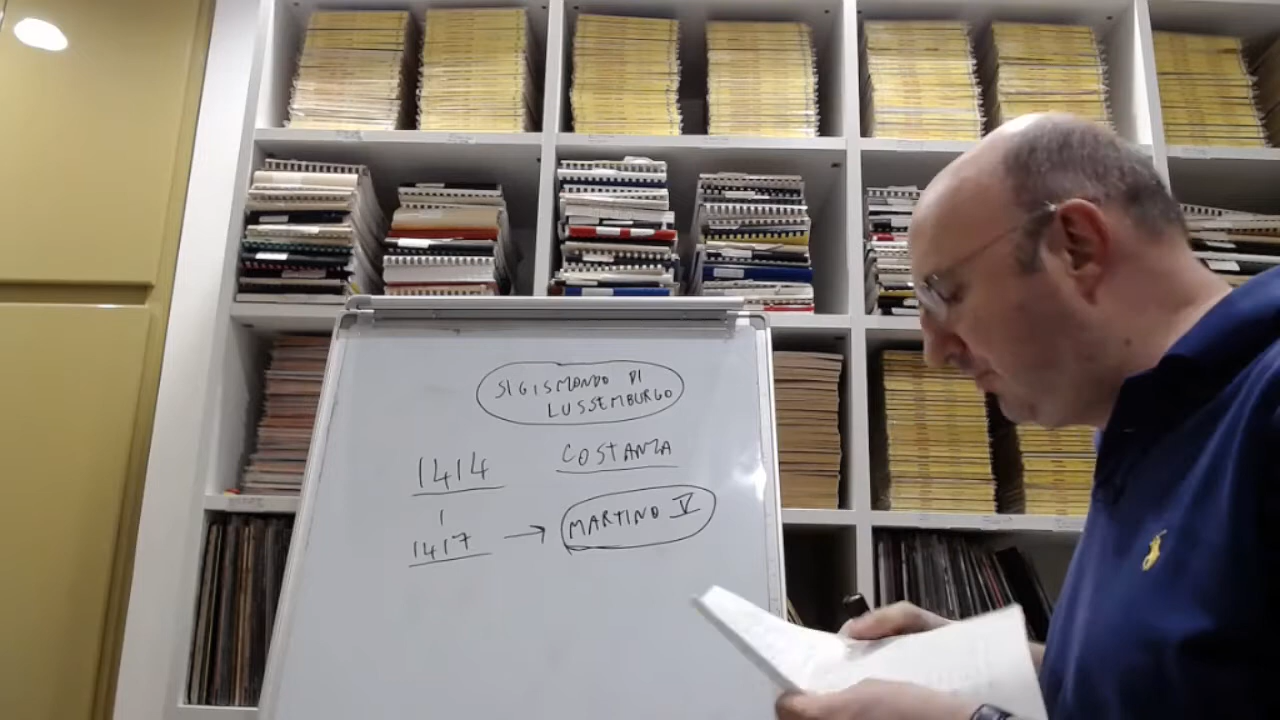 SIGISMONDO DI
LUSSEMBURGO
1414
COSTANZA
1417 → MARTINO V